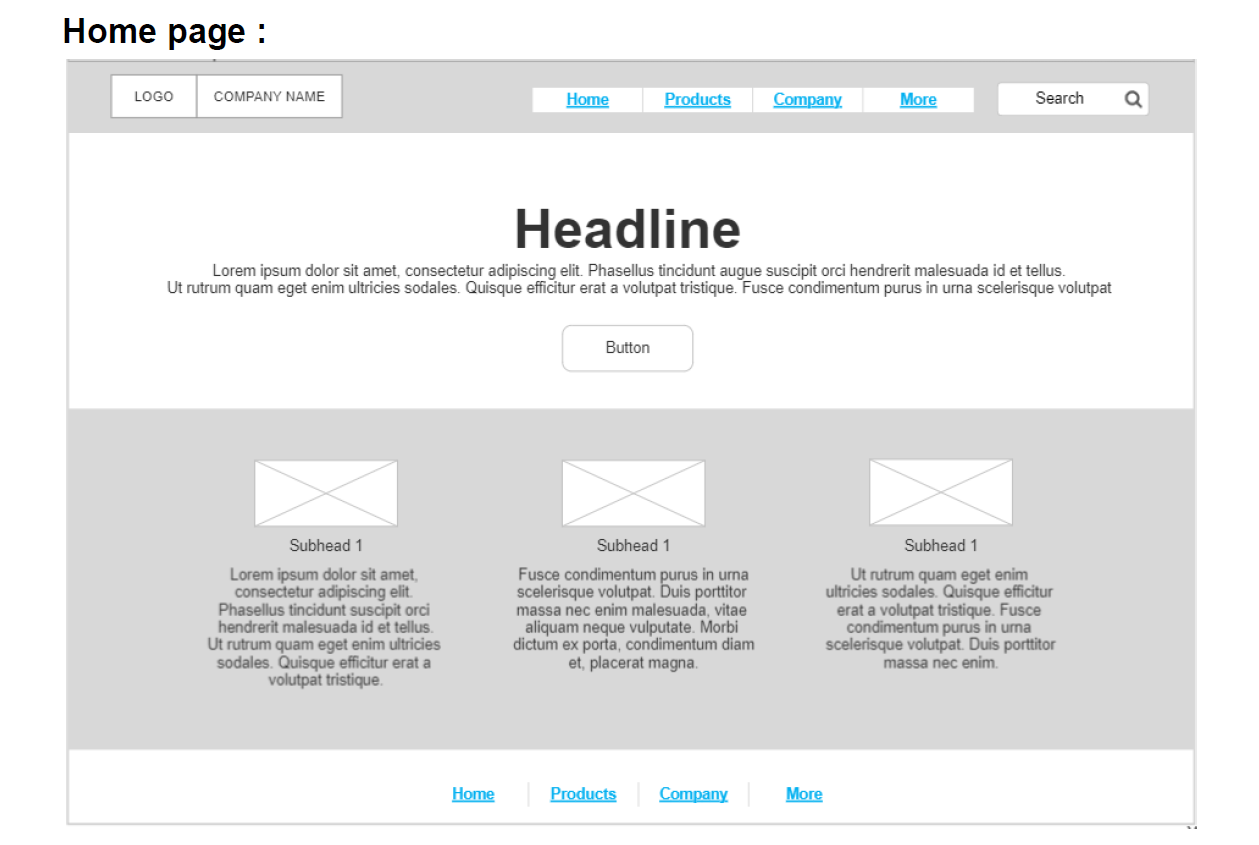 Home page :
LOGO COMPANY NAME Home Products Company More Search
Headline
Lorem ipsum dolor sit amet, consectetur adipiscing elit. Phasellus tincidunt augue suscipit orci hendrerit malesuada id et tellus.
Ut rutrum quam eget enim ultricies sodales. Quisque efficitur erat a volutpat tristique. Fusce condimentum purus in urna scelerisque volutpat
Button
Subhead 1
Lorem ipsum dolor sit amet,
consectetur adipiscing elit.
Phasellus tincidunt suscipit orci
hendrerit malesuada id et tellus.
Ut rutrum quam eget enim ultricies
sodales. Quisque efficitur erat a
volutpat tristique.
Subhead 1
Fusce condimentum purus in urna
scelerisque volutpat. Duis porttitor
massa nec enim malesuada, vitae
aliquam neque vulputate. Morbi
dictum ex porta, condimentum diam
et, placerat magna.
Subhead 1
Ut rutrum quam eget enim
ultricies sodales. Quisque efficitur
erat a volutpat tristique. Fusce
condimentum purus in urna
scelerisque volutpat. Duis porttitor
massa nec enim.
Home Products Company More